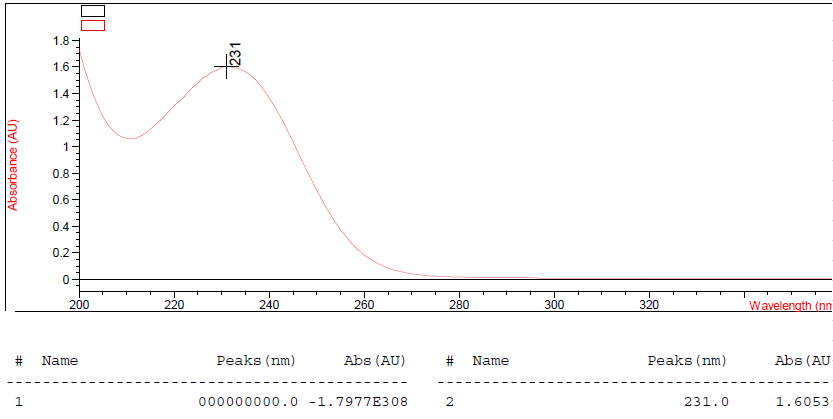 231
1.8
1.6
1.4
1.2
1
0.8
0.6
0.4
0.2
0
Absorbance (AU)
200 220 240 260 280 300 320
Wavelength (nm
# Name Peaks(nm) Abs(AU) # Name Peaks(nm) Abs(AU
1 000000000.0 -1.7977E308 2 231.0 1.6053